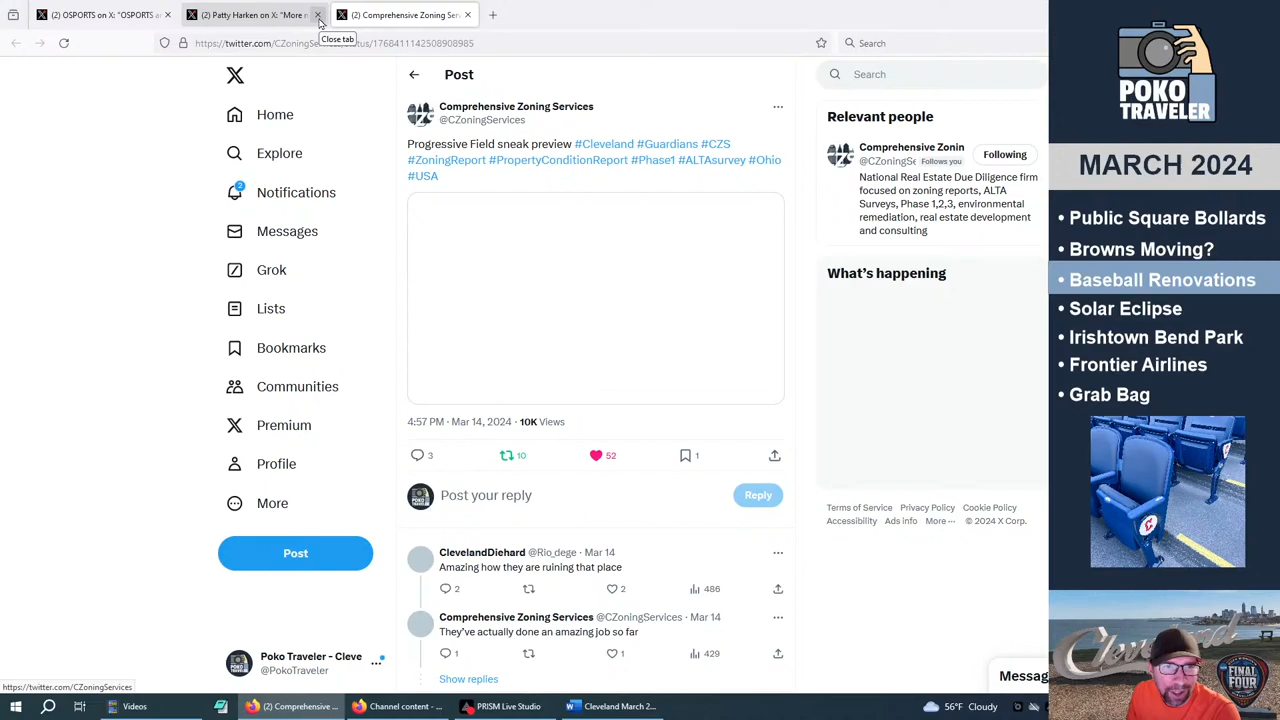 (2) OSPORTS on X: "OSPORTS a
(2) Patty Harken on X: "More n
(2) Comprehensive Zoning Ser
Close tab
https://twitter.com/CZoningSer
/status/1768411142508908985
Search
Home
Explore
2
Notifications
Messages
Grok
Lists
Bookmarks
Communities
Premium
Profile
More
Post
Poko Traveler - Cleve
@PokoTraveler
Post
Comprehensive Zoning Services
@CZoningServices
Progressive Field sneak preview #Cleveland #Guardians #CZS
#ZoningReport #PropertyConditionReport #Phase1 #ALTAsurvey #Ohio
#USA
4:57 PM · Mar 14, 2024 · 10K Views
3
10
52
1
Post your reply
Reply
ClevelandDiehard @Rio_dege · Mar 14
Amazing how they are ruining that place
2
2
486
Comprehensive Zoning Services @CZoningServices · Mar 14
They've actually done an amazing job so far
1
1
429
Show replies
Search
Relevant people
Comprehensive Zonin
@CZoningSe Follows you
Following
National Real Estate Due Diligence firm
focused on zoning reports, ALTA
Surveys, Phase 1,2,3, environmental
remediation, real estate development
and consulting
What's happening
Terms of Service Privacy Policy Cookie Policy
Accessibility Ads info More ··· © 2024 X Corp.
Messag
https://twitter.com/CZoningServices
Videos
(2) Comprehensive ...
Channel content - ...
PRISM Live Studio
Cleveland March 2...
56°F Cloudy
POKO
TRAVELER
MARCH 2024
• Public Square Bollards
• Browns Moving?
• Baseball Renovations
• Solar Eclipse
• Irishtown Bend Park
• Frontier Airlines
• Grab Bag
Cleveland
FINAL
FOUR